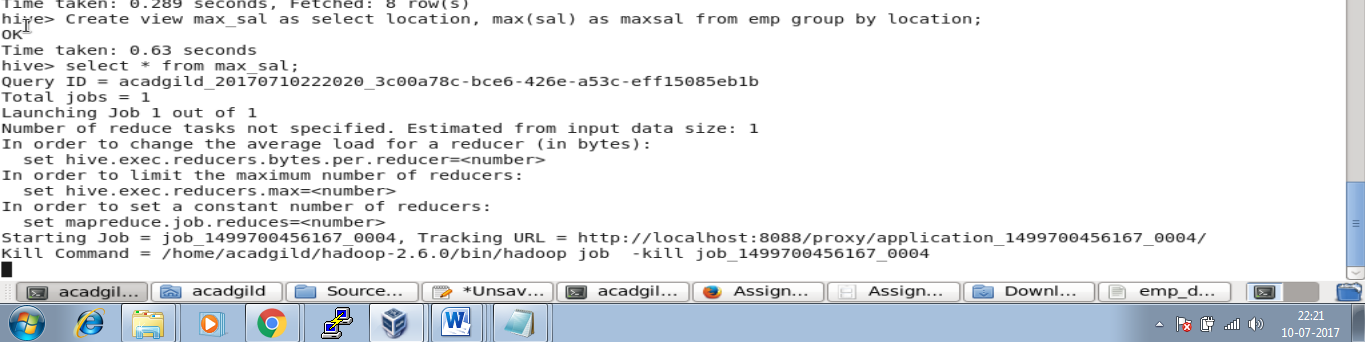 Time taken: 0.289 seconds, Fetched: 8 row(s)
hive> Create view max_sal as select location, max(sal) as maxsal from emp group by location;
OK
Time taken: 0.63 seconds
hive> select * from max_sal;
Query ID = acadgild_20170710222020_3c00a78c-bce6-426e-a53c-eff15085eb1b
Total jobs = 1
Launching Job 1 out of 1
Number of reduce tasks not specified. Estimated from input data size: 1
In order to change the average load for a reducer (in bytes):
  set hive.exec.reducers.bytes.per.reducer=<number>
In order to limit the maximum number of reducers:
  set hive.exec.reducers.max=<number>
In order to set a constant number of reducers:
  set mapreduce.job.reduces=<number>
Starting Job = job_1499700456167_0004, Tracking URL = http://localhost:8088/proxy/application_1499700456167_0004/
Kill Command = /home/acadgild/hadoop-2.6.0/bin/hadoop job  -kill job_1499700456167_0004
acadgil... acadgild Source... *Unsav... acadgil... Assign... Assign... Downl... emp_d...
22:21
10-07-2017